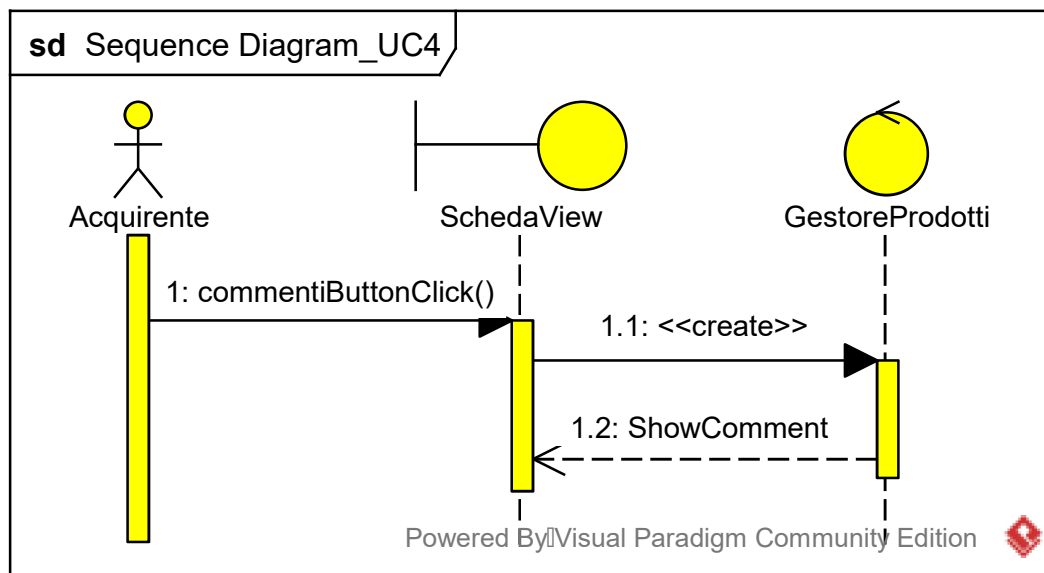 sd Sequence Diagram_UC4
Acquirente
SchedaView
GestoreProdotti
1: commentiButtonClick()
1.1: <<create>>
1.2: ShowComment
Powered By Visual Paradigm Community Edition